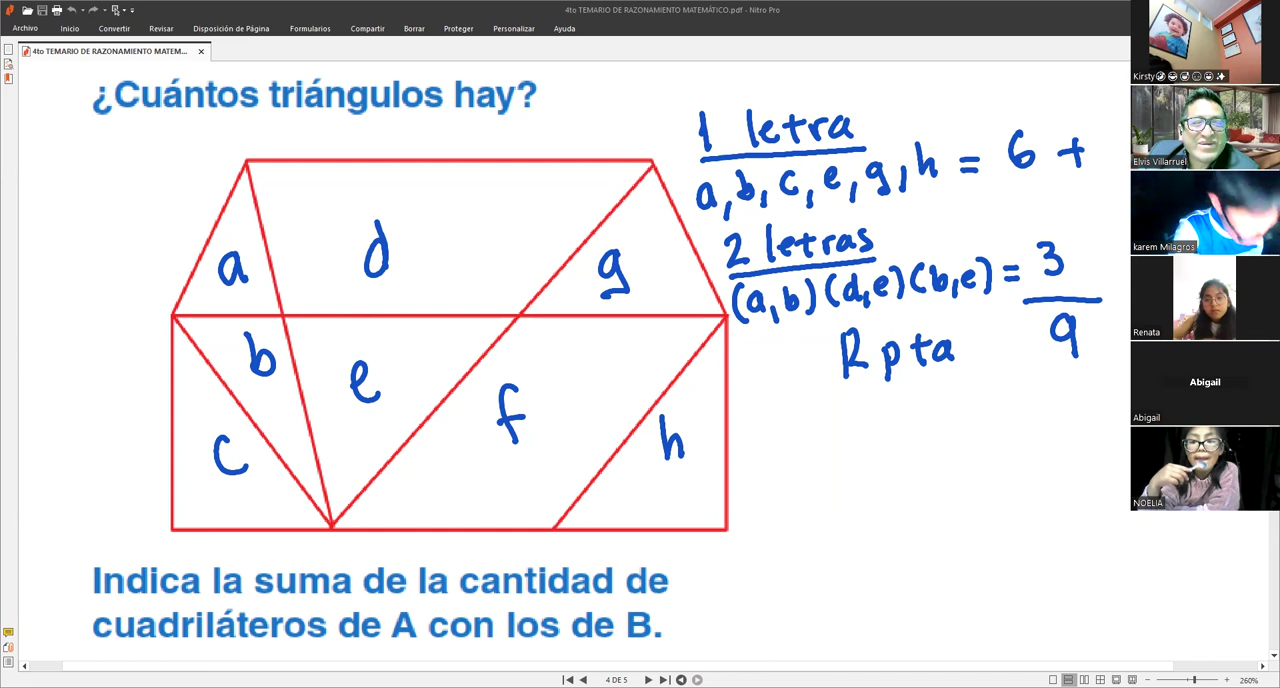 4to TEMARIO DE RAZONAMIENTO MATEMÁTICO.pdf - Nitro Pro
Archivo Inicio Convertir Revisar Disposición de Página Formularios Compartir Borrar Proteger Personalizar Ayuda
4to TEMARIO DE RAZONAMIENTO MATEM...
¿Cuántos triángulos hay?
a
d
g
b
e
f
c
h
1 letra
a, b, c, e, g, h = 6 +
2 letras
(a,b) (d,e) (b,e) = 3
9
Rpta
Indica la suma de la cantidad de
cuadriláteros de A con los de B.
Kirsty
Elvis Villarruel
karem Milagros
Renata
Abigail
Abigail
NOELIA
4 DE 5
260%